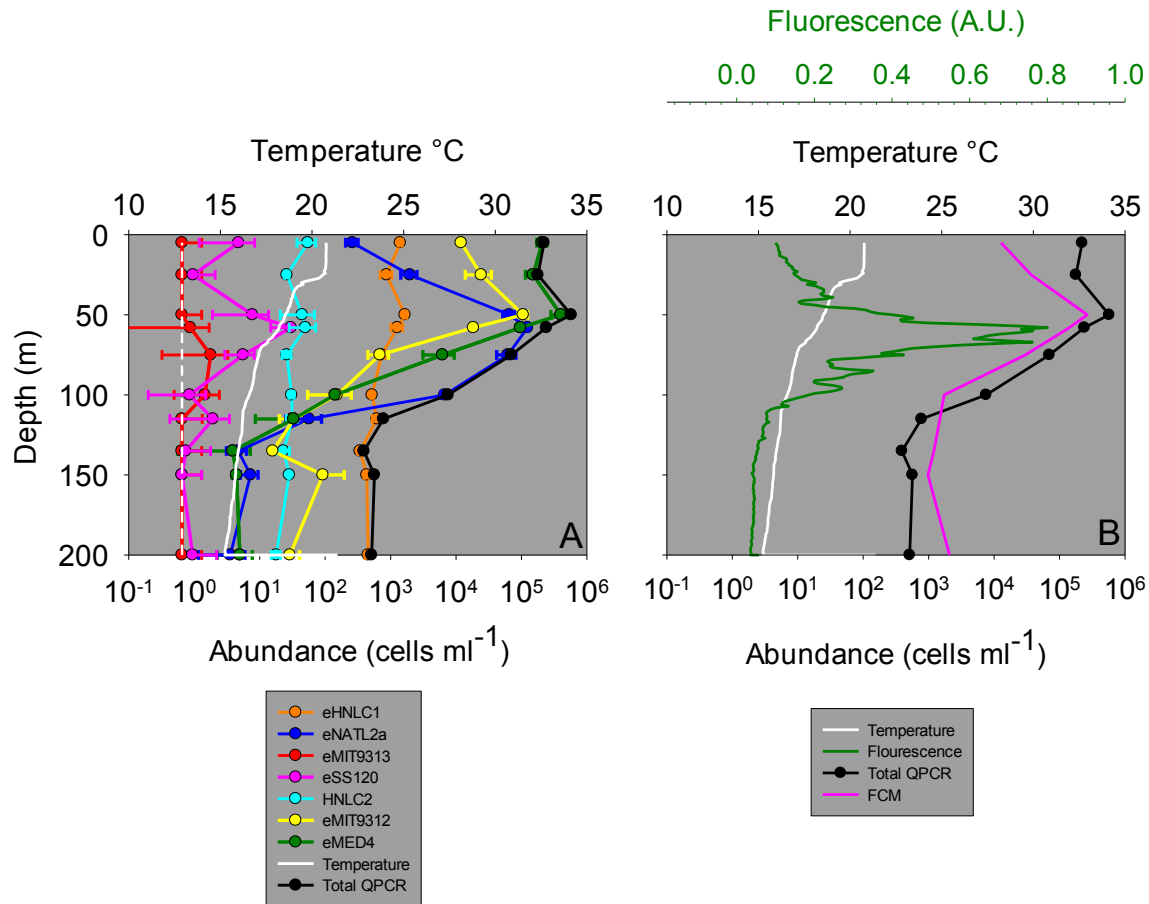 Fluorescence (A.U.)
0.0 0.2 0.4 0.6 0.8 1.0
Temperature °C
10 15 20 25 30 35
Temperature °C
10 15 20 25 30 35
0
50
100
150
200
Depth (m)
A
B
10⁻¹ 10⁰ 10¹ 10² 10³ 10⁴ 10⁵ 10⁶
10⁻¹ 10⁰ 10¹ 10³ 10⁵ 10⁶
Abundance (cells ml⁻¹)
Abundance (cells ml⁻¹)
eHNLC1
eNATL2a
eMIT9313
eSS120
HNLC2
eMIT9312
eMED4
Temperature
Total QPCR
Temperature
Flourescence
Total QPCR
FCM